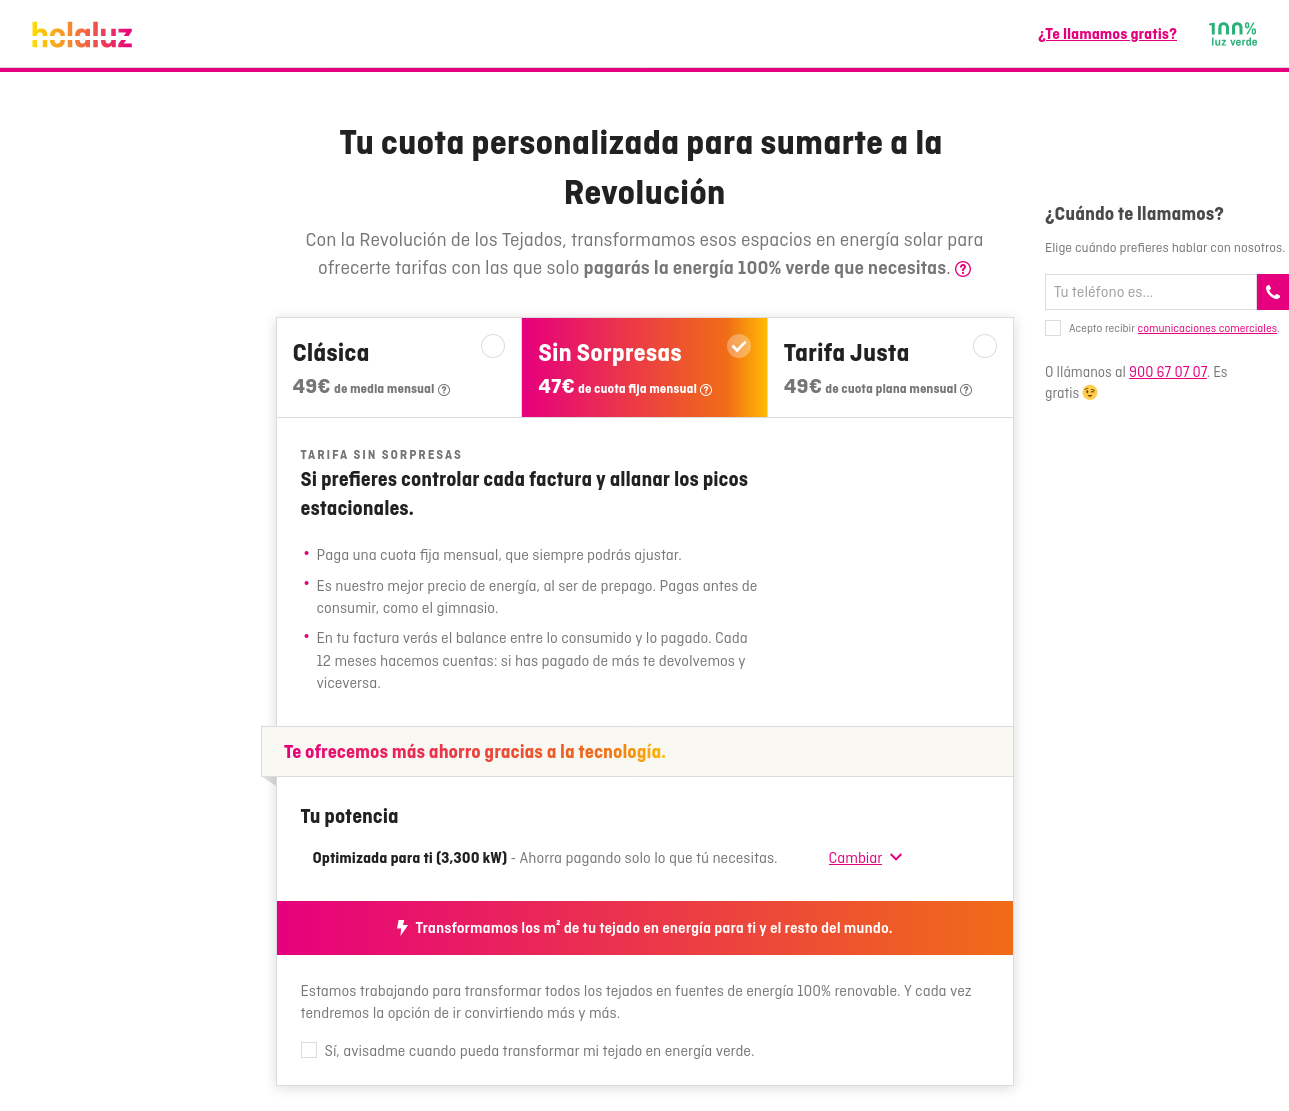 holaluz
¿Te llamamos gratis?
100%
luz verde
Tu cuota personalizada para sumarte a la
Revolución
Con la Revolución de los Tejados, transformamos esos espacios en energía solar para
ofrecerte tarifas con las que solo pagarás la energía 100% verde que necesitas. ?
Clásica
49€ de media mensual ?
Sin Sorpresas
47€ de cuota fija mensual ?
Tarifa Justa
49€ de cuota plana mensual ?
TARIFA SIN SORPRESAS
Si prefieres controlar cada factura y allanar los picos
estacionales.
• Paga una cuota fija mensual, que siempre podrás ajustar.
• Es nuestro mejor precio de energía, al ser de prepago. Pagas antes de
consumir, como el gimnasio.
• En tu factura verás el balance entre lo consumido y lo pagado. Cada
12 meses hacemos cuentas: si has pagado de más te devolvemos y
viceversa.
Te ofrecemos más ahorro gracias a la tecnología.
Tu potencia
Optimizada para ti (3,300 kW) - Ahorra pagando solo lo que tú necesitas.
Cambiar
Transformamos los m² de tu tejado en energía para ti y el resto del mundo.
Estamos trabajando para transformar todos los tejados en fuentes de energía 100% renovable. Y cada vez
tendremos la opción de ir convirtiendo más y más.
Sí, avisadme cuando pueda transformar mi tejado en energía verde.
¿Cuándo te llamamos?
Elige cuándo prefieres hablar con nosotros.
Tu teléfono es...
Acepto recibir comunicaciones comerciales.
O llámanos al 900 67 07 07. Es
gratis 😉